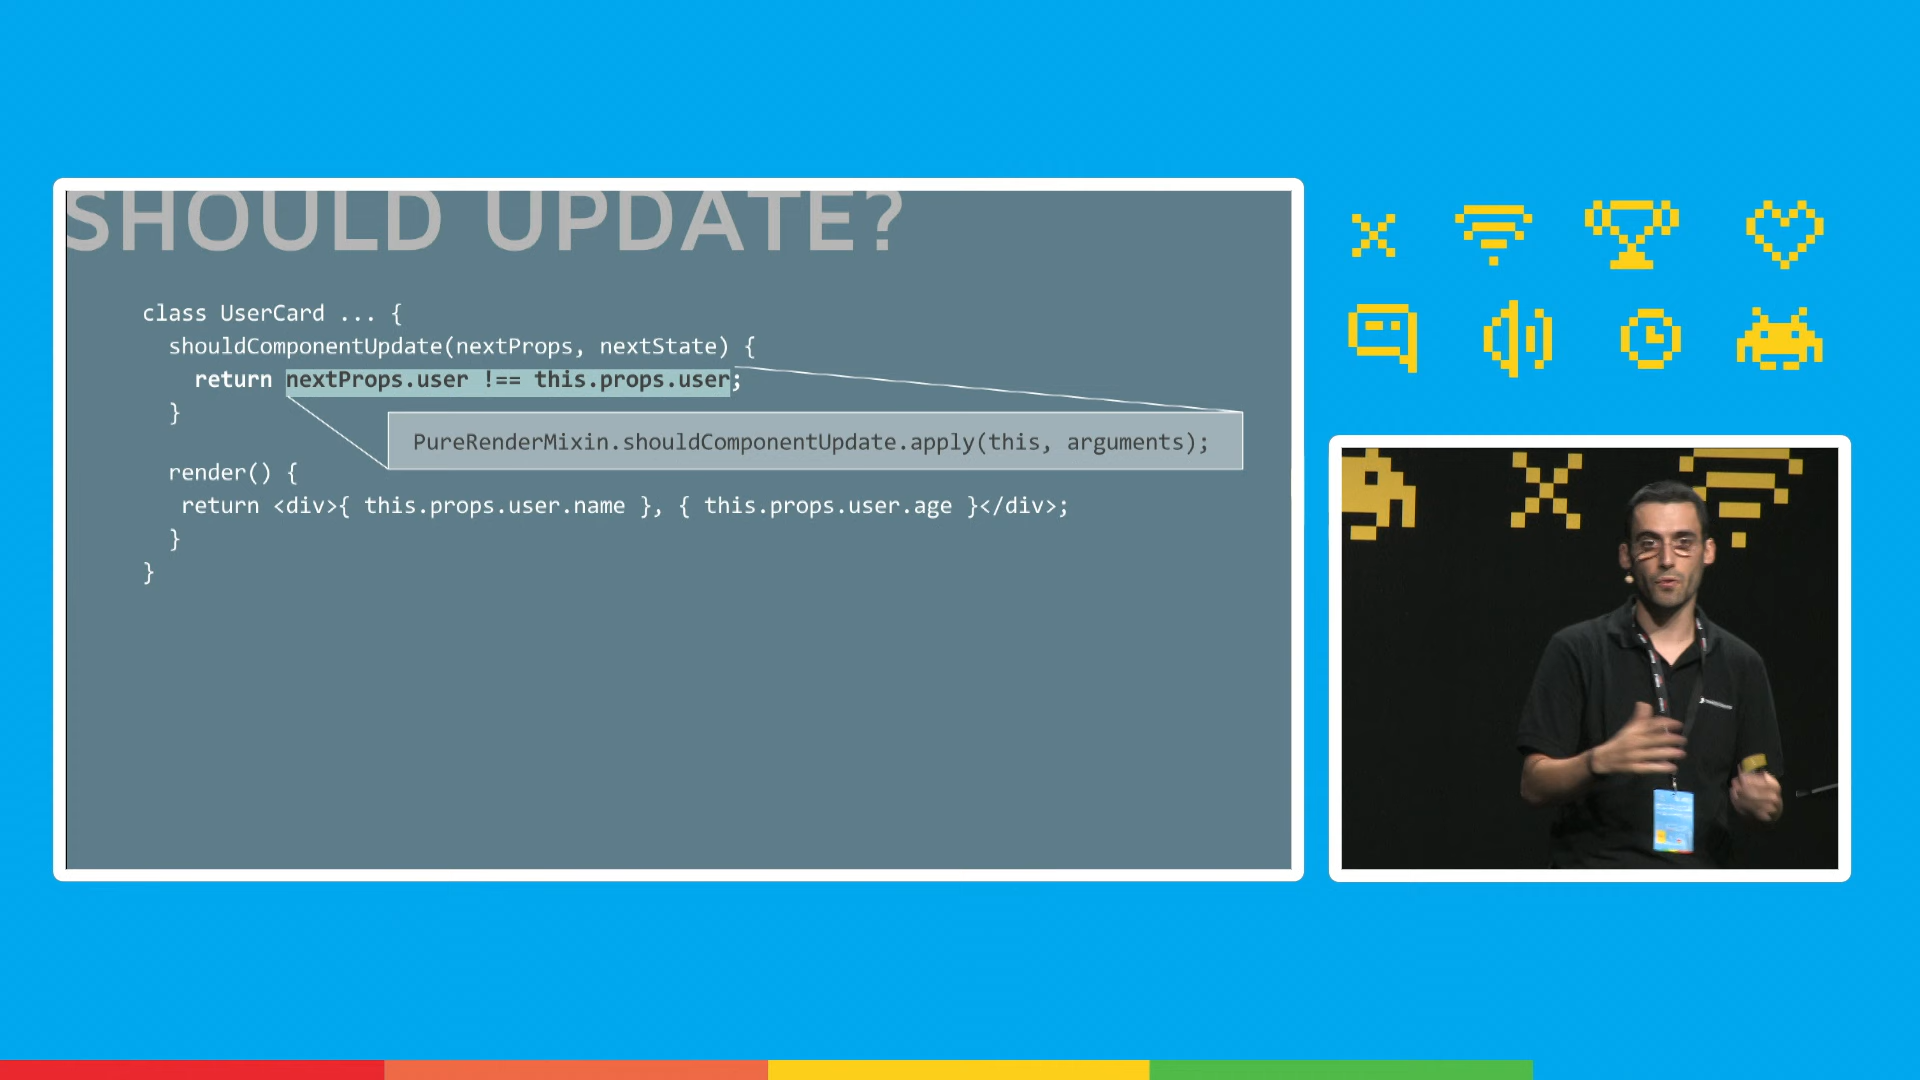 SHOULD UPDATE?
class UserCard ... {
shouldComponentUpdate(nextProps, nextState) {
return nextProps.user !== this.props.user;
}
PureRenderMixin.shouldComponentUpdate.apply(this, arguments);
render() {
return <div>{ this.props.user.name }, { this.props.user.age }</div>;
}
}